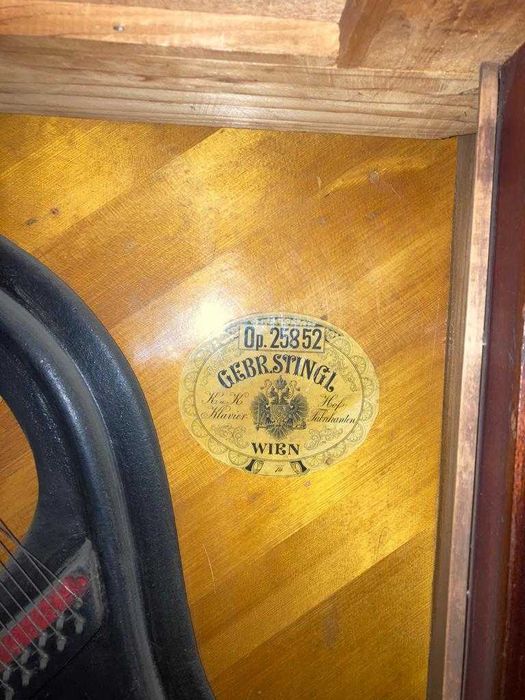 Op. 25852
GEBR. STINGL
K. u. K. Hof-
Klavier Fabrikanten
WIEN